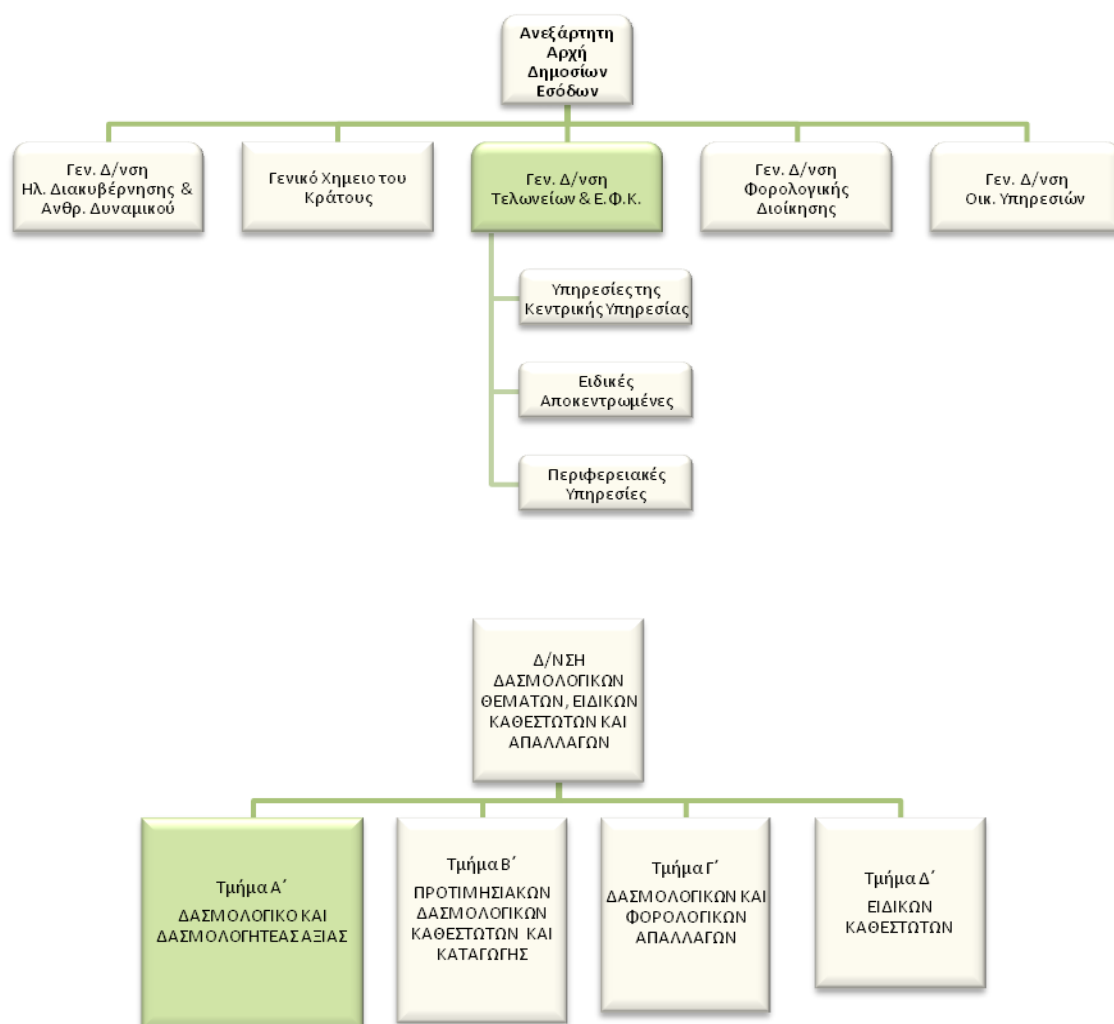 Ανεξάρτητη
Αρχή
Δημοσίων
Εσόδων
Γεν. Δ/νση
Ηλ. Διακυβέρνησης &
Ανθρ. Δυναμικού
Γενικό Χημειο του
Κράτους
Γεν. Δ/νση
Τελωνείων & Ε.Φ.Κ.
Γεν. Δ/νση
Φορολογικής
Διοίκησης
Γεν. Δ/νση
Οικ. Υπηρεσιών
Υπηρεσίες της
Κεντρικής Υπηρεσίας
Ειδικές
Αποκεντρωμένες
Περιφερειακές
Υπηρεσίες
Δ/ΝΣΗ
ΔΑΣΜΟΛΟΓΙΚΩΝ
ΘΕΜΑΤΩΝ, ΕΙΔΙΚΩΝ
ΚΑΘΕΣΤΩΤΩΝ ΚΑΙ
ΑΠΑΛΛΑΓΩΝ
Τμήμα Α΄
ΔΑΣΜΟΛΟΓΙΚΟ ΚΑΙ
ΔΑΣΜΟΛΟΓΗΤΕΑΣ ΑΞΙΑΣ
Τμήμα Β΄
ΠΡΟΤΙΜΗΣΙΑΚΩΝ
ΔΑΣΜΟΛΟΓΙΚΩΝ
ΚΑΘΕΣΤΩΤΩΝ ΚΑΙ
ΚΑΤΑΓΩΓΗΣ
Τμήμα Γ΄
ΔΑΣΜΟΛΟΓΙΚΩΝ ΚΑΙ
ΦΟΡΟΛΟΓΙΚΩΝ
ΑΠΑΛΛΑΓΩΝ
Τμήμα Δ΄
ΕΙΔΙΚΩΝ
ΚΑΘΕΣΤΩΤΩΝ